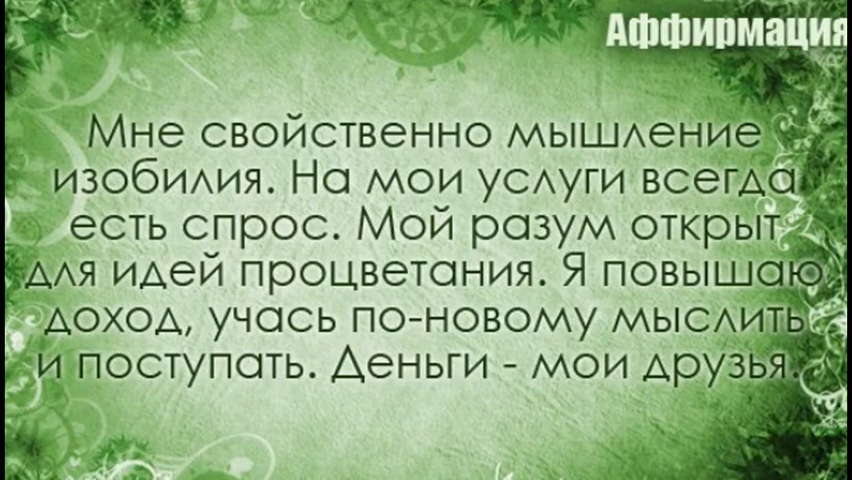 Аффирмация
Мне свойственно мышление
изобилия. На мои услуги всегда
есть спрос. Мой разум открыт
для идей процветания. Я повышаю
доход, учась по-новому мыслить
и поступать. Деньги - мои друзья.